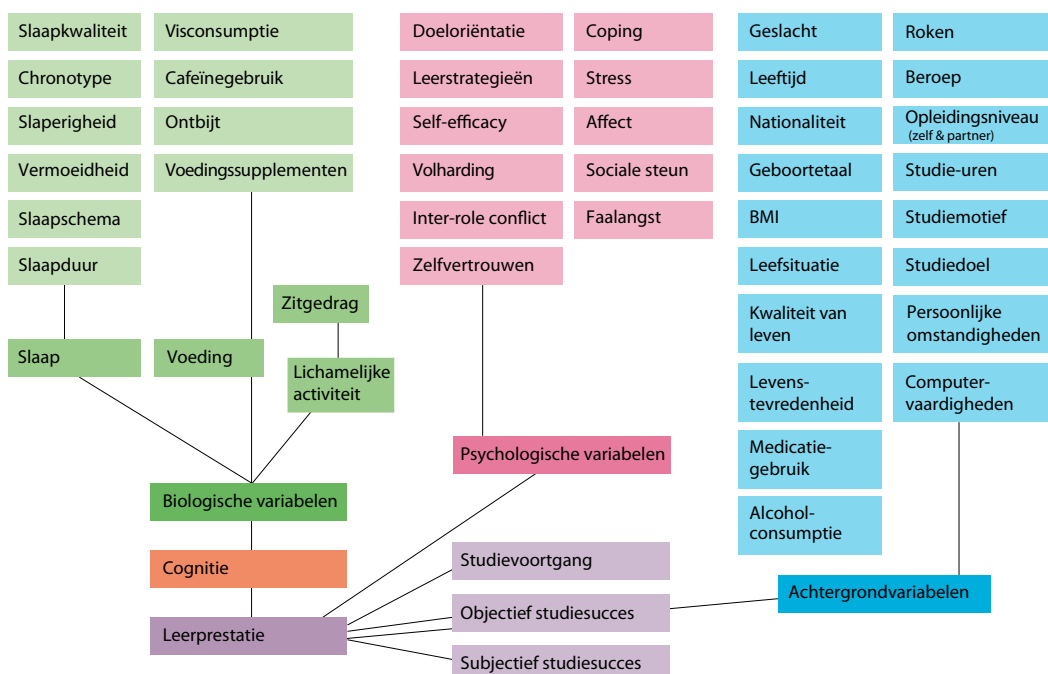 Slaapkwaliteit
Chronotype
Slaperigheid
Vermoeidheid
Slaapschema
Slaapduur
Visconsumptie
Cafeïnegebruik
Ontbijt
Voedingssupplementen
Zitgedrag
Slaap
Voeding
Lichamelijke
activiteit
Biologische variabelen
Cognitie
Leerprestatie
Doeloriëntatie
Leerstrategieën
Self-efficacy
Volharding
Inter-role conflict
Zelfvertrouwen
Coping
Stress
Affect
Sociale steun
Faalangst
Psychologische variabelen
Studievoortgang
Objectief studiesucces
Subjectief studiesucces
Geslacht
Leeftijd
Nationaliteit
Geboortetaal
BMI
Leefsituatie
Kwaliteit van
leven
Levens-
tevredenheid
Medicatie-
gebruik
Alcohol-
consumptie
Roken
Beroep
Opleidingsniveau
(zelf & partner)
Studie-uren
Studiemotief
Studiedoel
Persoonlijke
omstandigheden
Computer-
vaardigheden
Achtergrondvariabelen